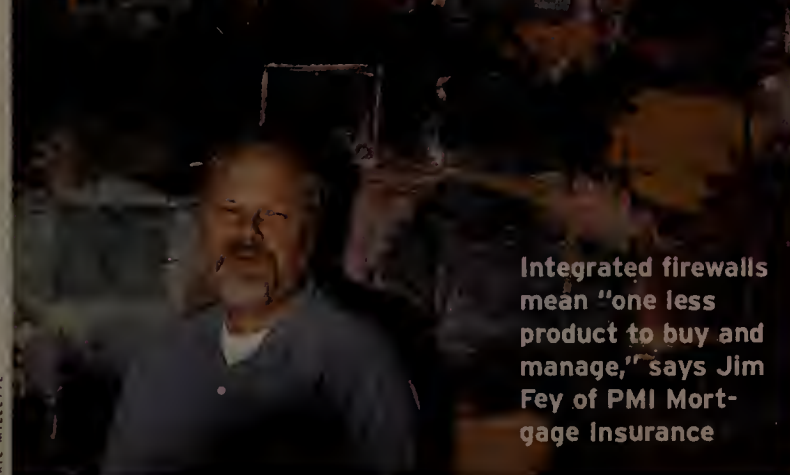 Integrated firewalls
mean “one less
product to buy and
manage,” says Jim
Fey of PMI Mort-
gage Insurance